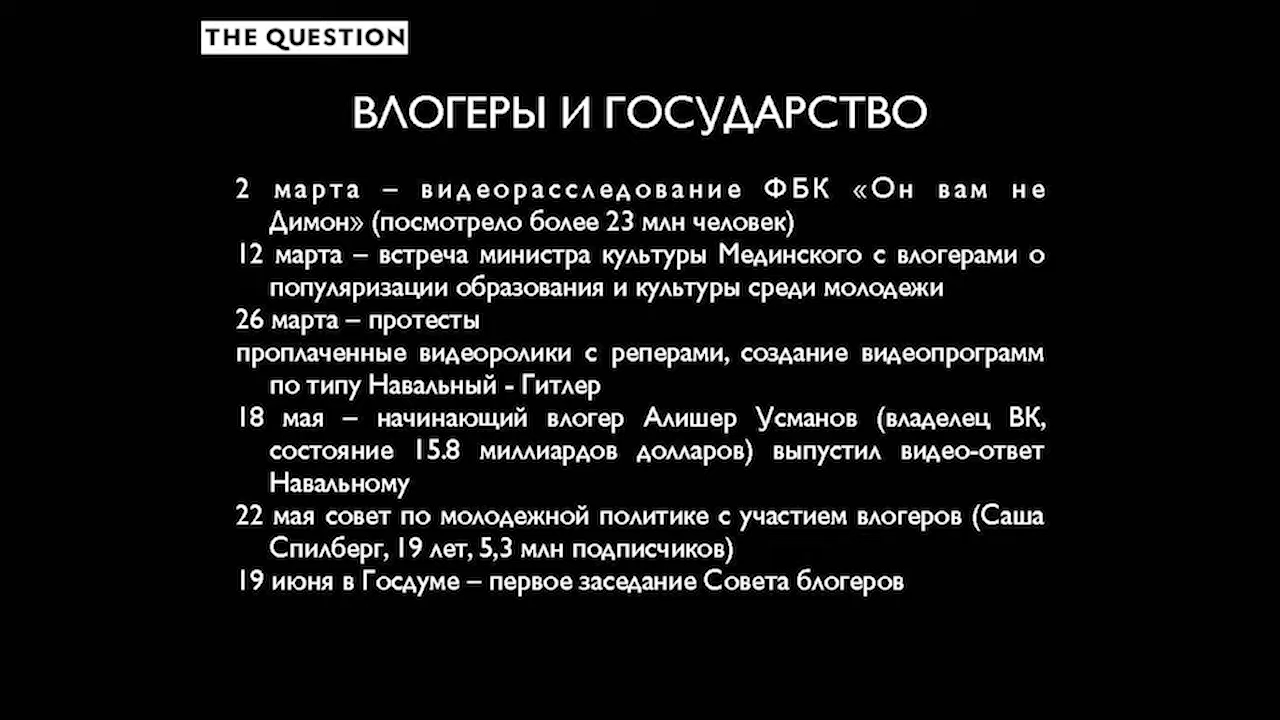 THE QUESTION
ВЛОГЕРЫ И ГОСУДАРСТВО
2 марта – видеорасследование ФБК «Он вам не
Димон» (посмотрело более 23 млн человек)
12 марта – встреча министра культуры Мединского с влогерами о
популяризации образования и культуры среди молодежи
26 марта – протесты
проплаченные видеоролики с реперами, создание видеопрограмм
по типу Навальный - Гитлер
18 мая – начинающий влогер Алишер Усманов (владелец ВК,
состояние 15.8 миллиардов долларов) выпустил видео-ответ
Навальному
22 мая совет по молодежной политике с участием влогеров (Саша
Спилберг, 19 лет, 5,3 млн подписчиков)
19 июня в Госдуме – первое заседание Совета блогеров